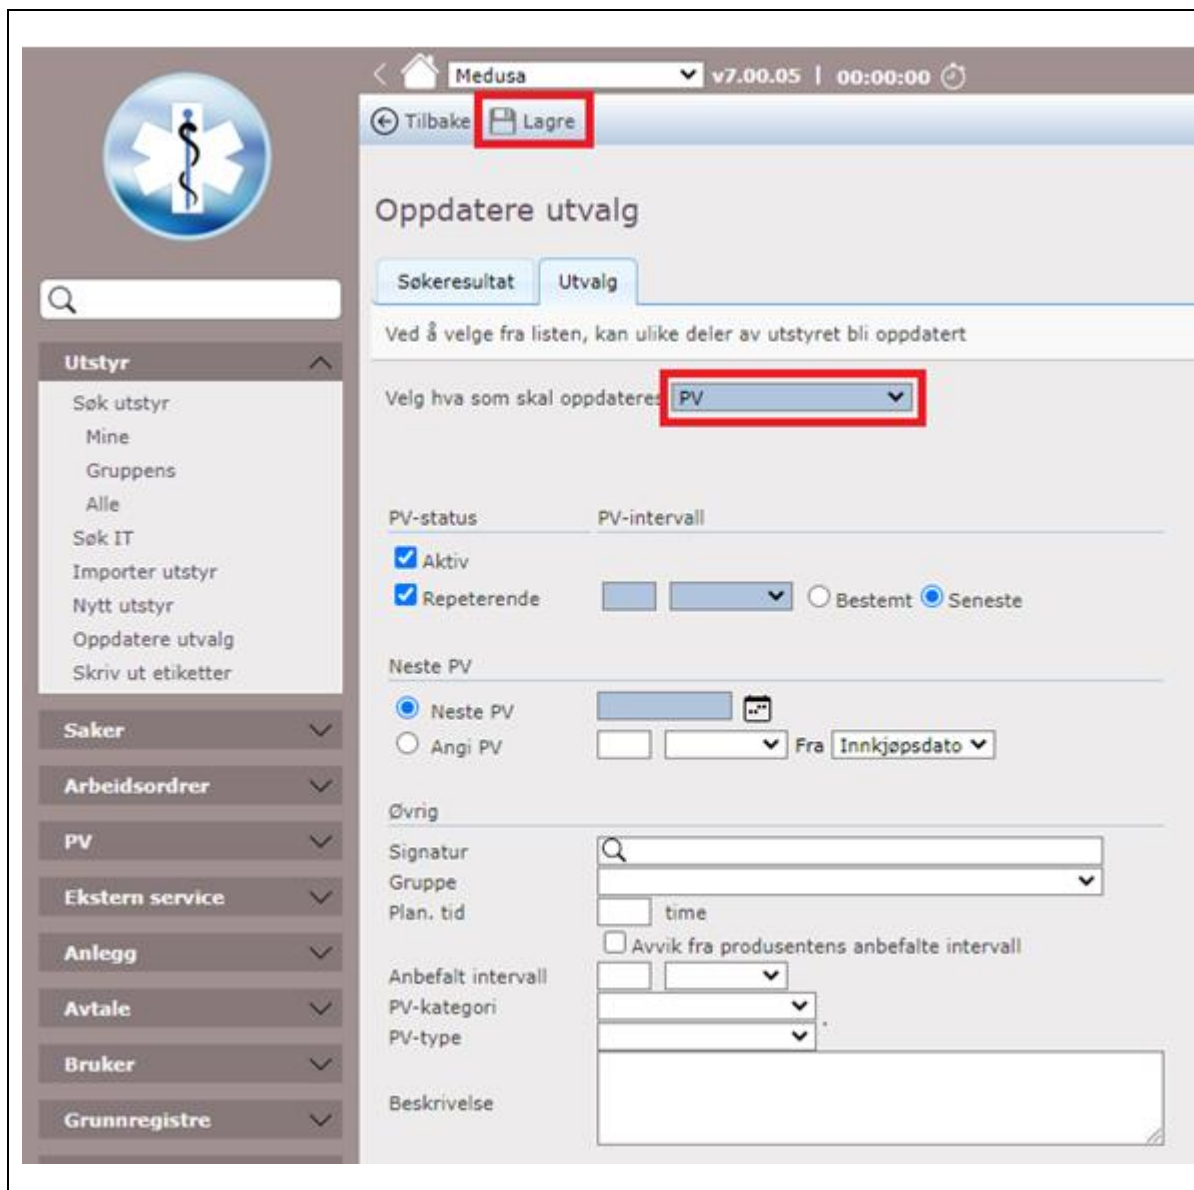 Medusa v7.00.05 | 00:00:00
Tilbake Lagre
Oppdatere utvalg
Søkeresultat Utvalg
Ved å velge fra listen, kan ulike deler av utstyret bli oppdatert
Velg hva som skal oppdateres PV
Utstyr
Søk utstyr
Mine
Gruppens
Alle
Søk IT
Importer utstyr
Nytt utstyr
Oppdatere utvalg
Skriv ut etiketter
Saker
Arbeidsordrer
PV
Ekstern service
Anlegg
Avtale
Bruker
Grunnregistre
PV-status PV-intervall
Aktiv
Repeterende Bestemt Seneste
Neste PV
Neste PV
Angi PV Fra Innkjøpsdato
Øvrig
Signatur
Gruppe
Plan. tid time
Avvik fra produsentens anbefalte intervall
Anbefalt intervall
PV-kategori
PV-type .
Beskrivelse